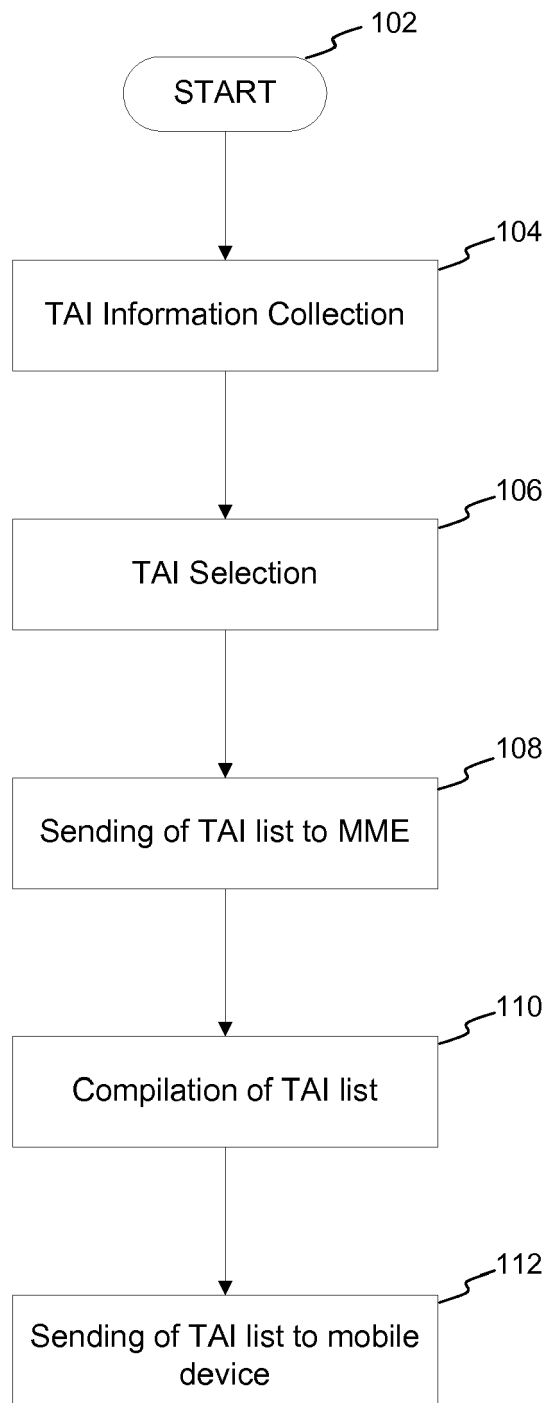 102
START
104
TAI Information Collection
106
TAI Selection
108
Sending of TAI list to MME
110
Compilation of TAI list
112
Sending of TAI list to mobile
device